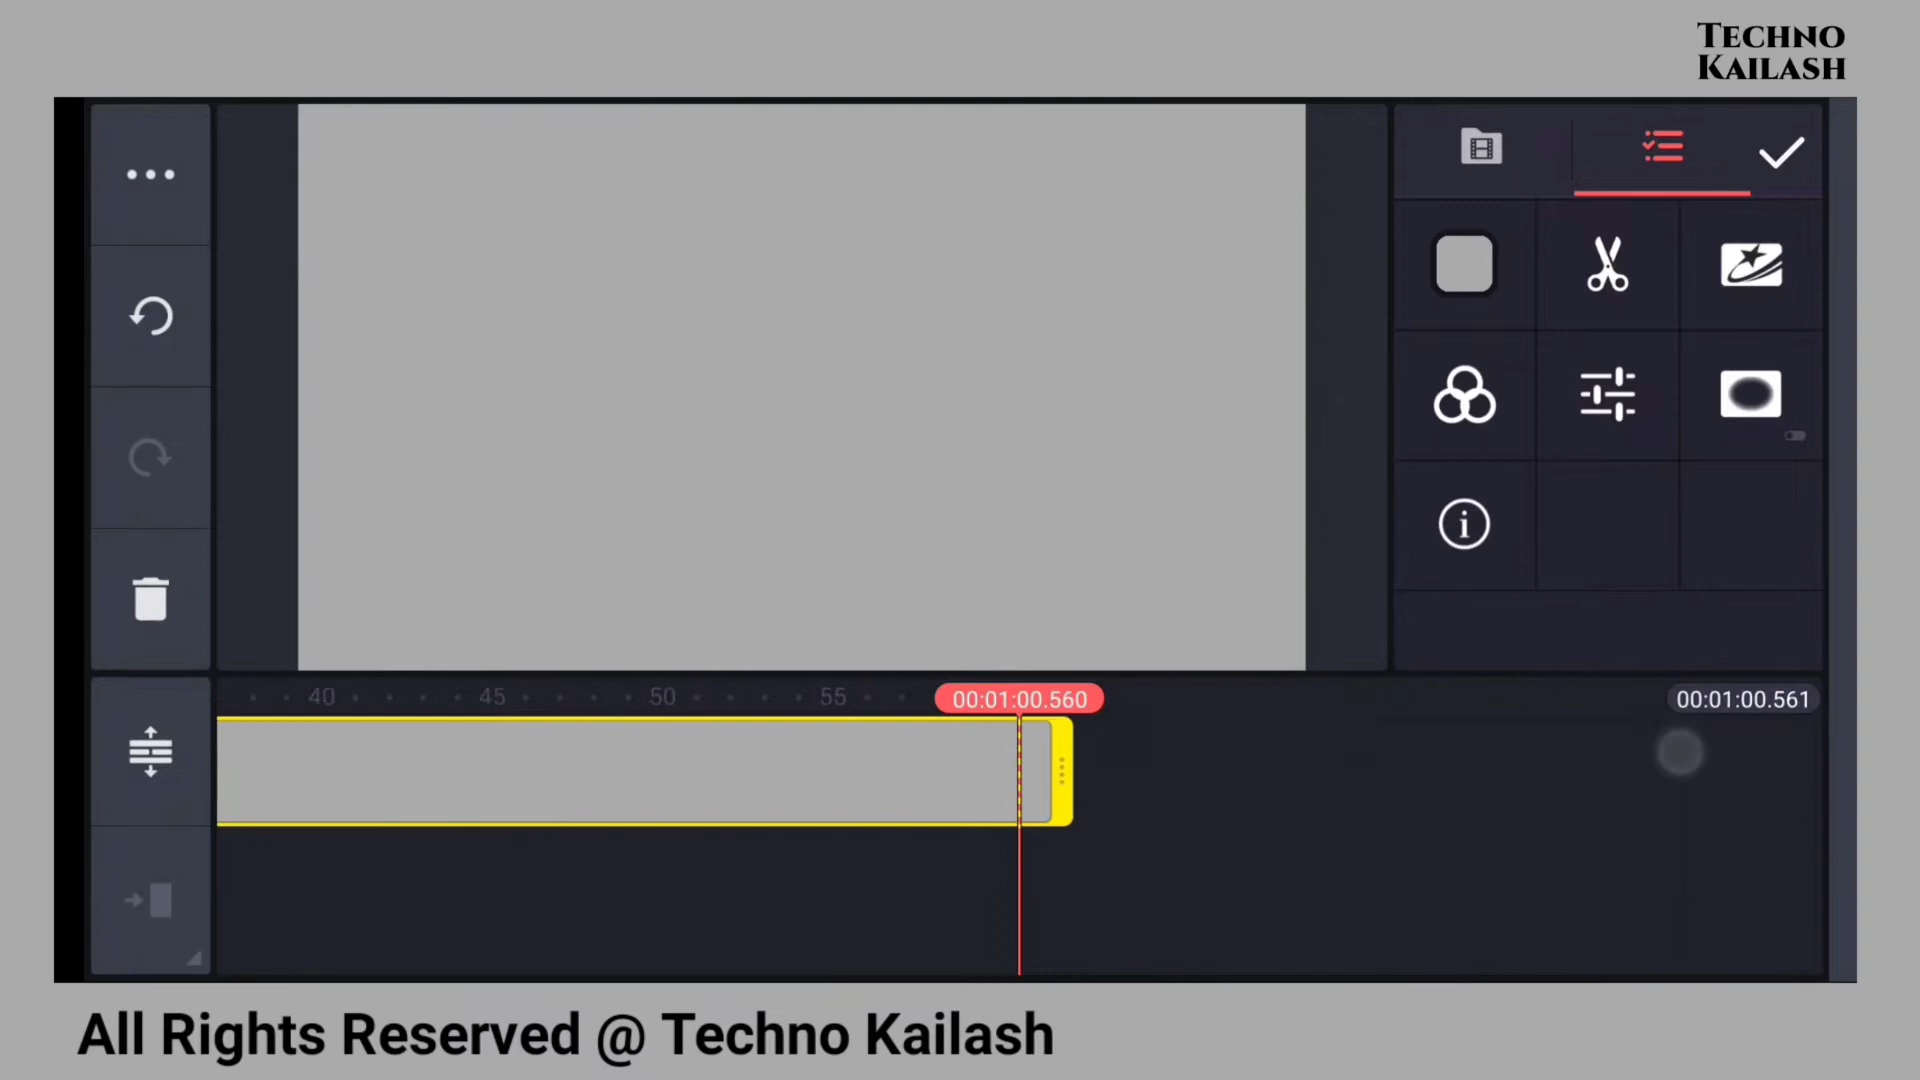 TECHNO
KAILASH
40 45 50 55 00:01:00.560 00:01:00.561
All Rights Reserved @ Techno Kailash